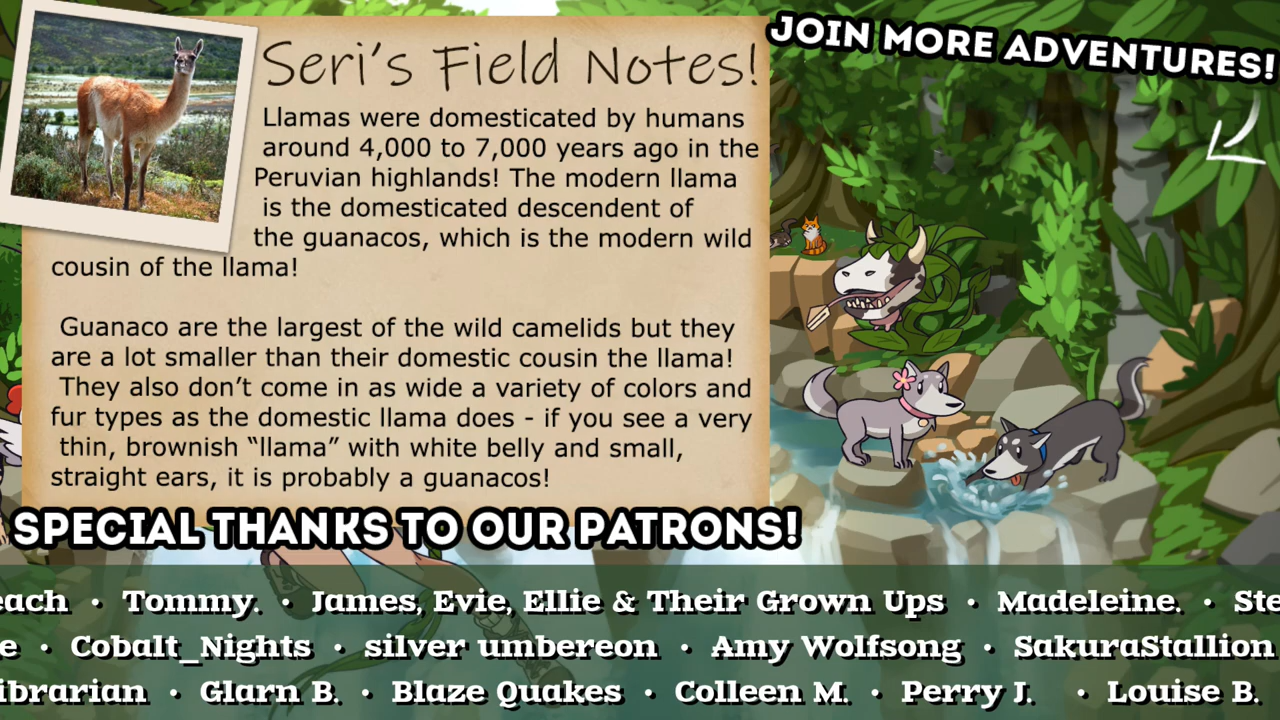 Seri's Field Notes!
JOIN MORE ADVENTURES!
Llamas were domesticated by humans
around 4,000 to 7,000 years ago in the
Peruvian highlands! The modern llama
is the domesticated descendent of
the guanacos, which is the modern wild
cousin of the llama!
Guanaco are the largest of the wild camelids but they
are a lot smaller than their domestic cousin the llama!
They also don't come in as wide a variety of colors and
fur types as the domestic llama does - if you see a very
thin, brownish “llama” with white belly and small,
straight ears, it is probably a guanacos!
SPECIAL THANKS TO OUR PATRONS!
each • Tommy. • James, Evie, Ellie & Their Grown Ups • Madeleine. • Ste
e • Cobalt_Nights • silver umbereon • Amy Wolfsong • SakuraStallion
ibrarian • Glarn B. • Blaze Quakes • Colleen M. • Perry J. • Louise B.